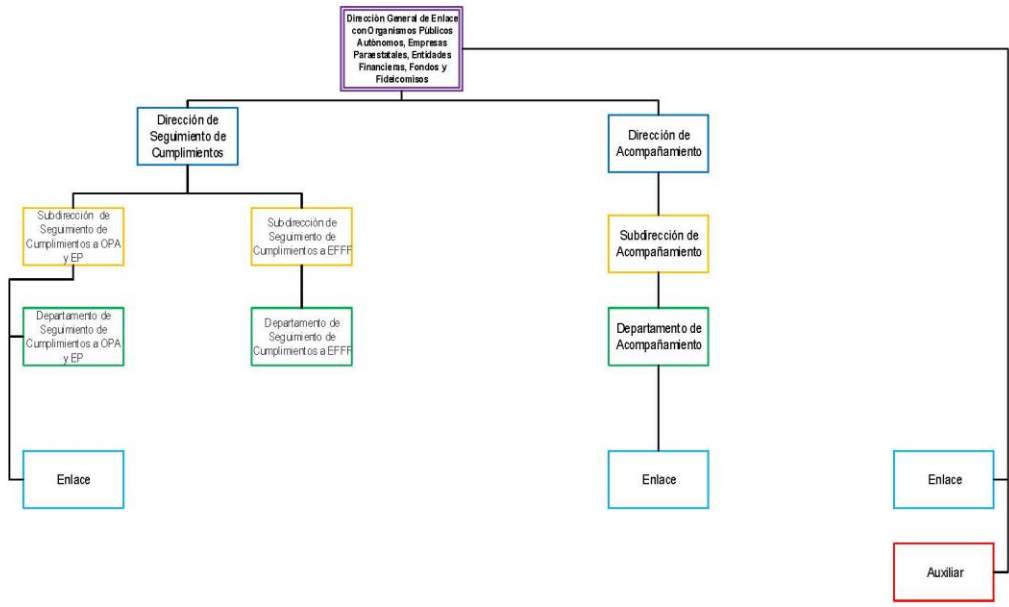 Dirección General de Enlace
con Organismos Públicos
Autónomos, Empresas
Paraestatales, Entidades
Financieras, Fondos y
Fideicomisos
Dirección de
Seguimiento de
Cumplimientos
Dirección de
Acompañamiento
Subdirección de
Seguimiento de
Cumplimientos a OPA
y EP
Subdirección de
Seguimiento de
Cumplimientos a EFFF
Subdirección de
Acompañamiento
Departamento de
Seguimiento de
Cumplimientos a OPA
y EP
Departamento de
Seguimiento de
Cumplimientos a EFFF
Departamento de
Acompañamiento
Enlace
Enlace
Enlace
Auxiliar